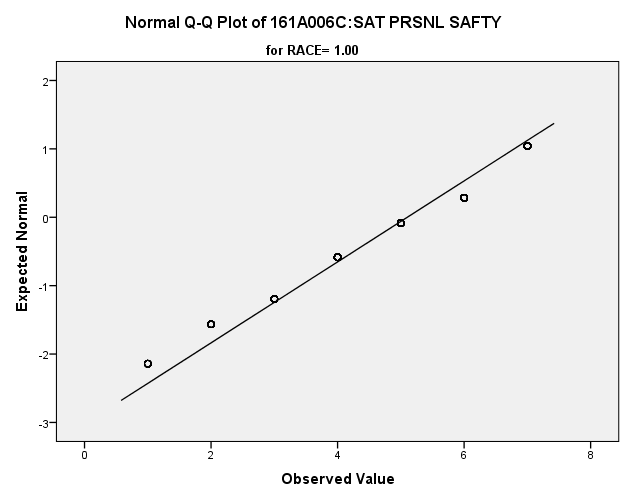 Normal Q-Q Plot of 161A006C:SAT PRSNL SAFTY
for RACE= 1.00
Expected Normal
2
1
0
-1
-2
-3
0 2 4 6 8
Observed Value